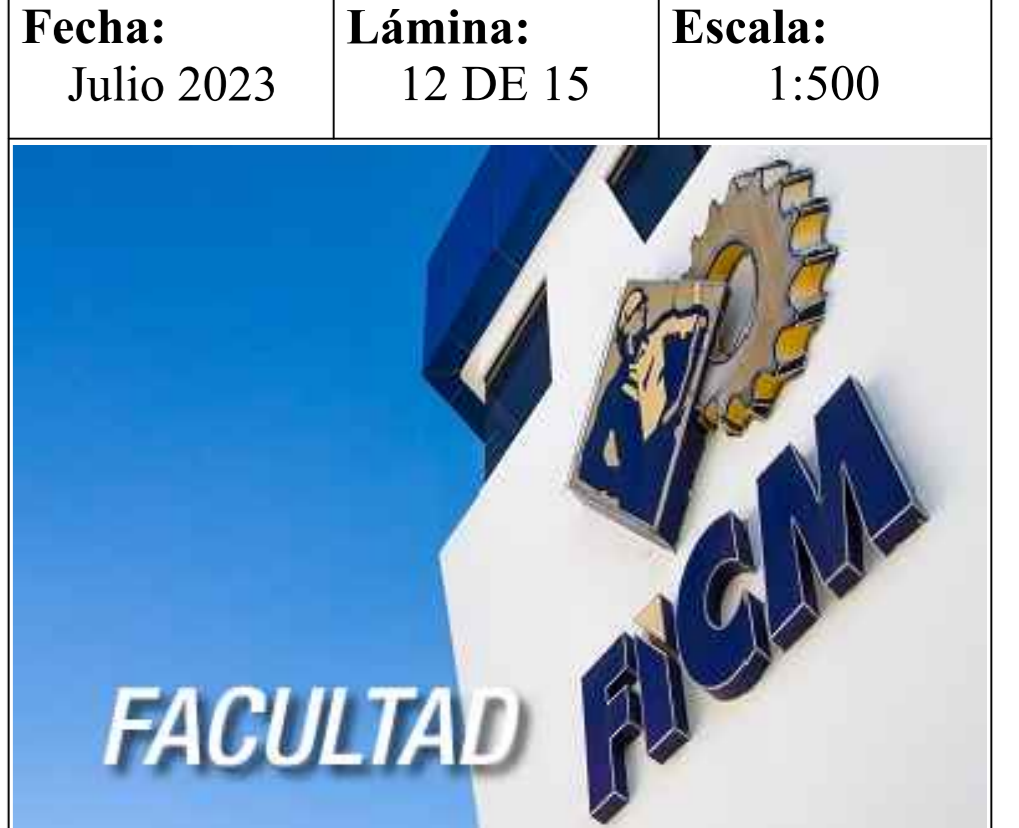 Fecha:
Julio 2023
Lámina:
12 DE 15
Escala:
1:500
FiCM
FACULTAD